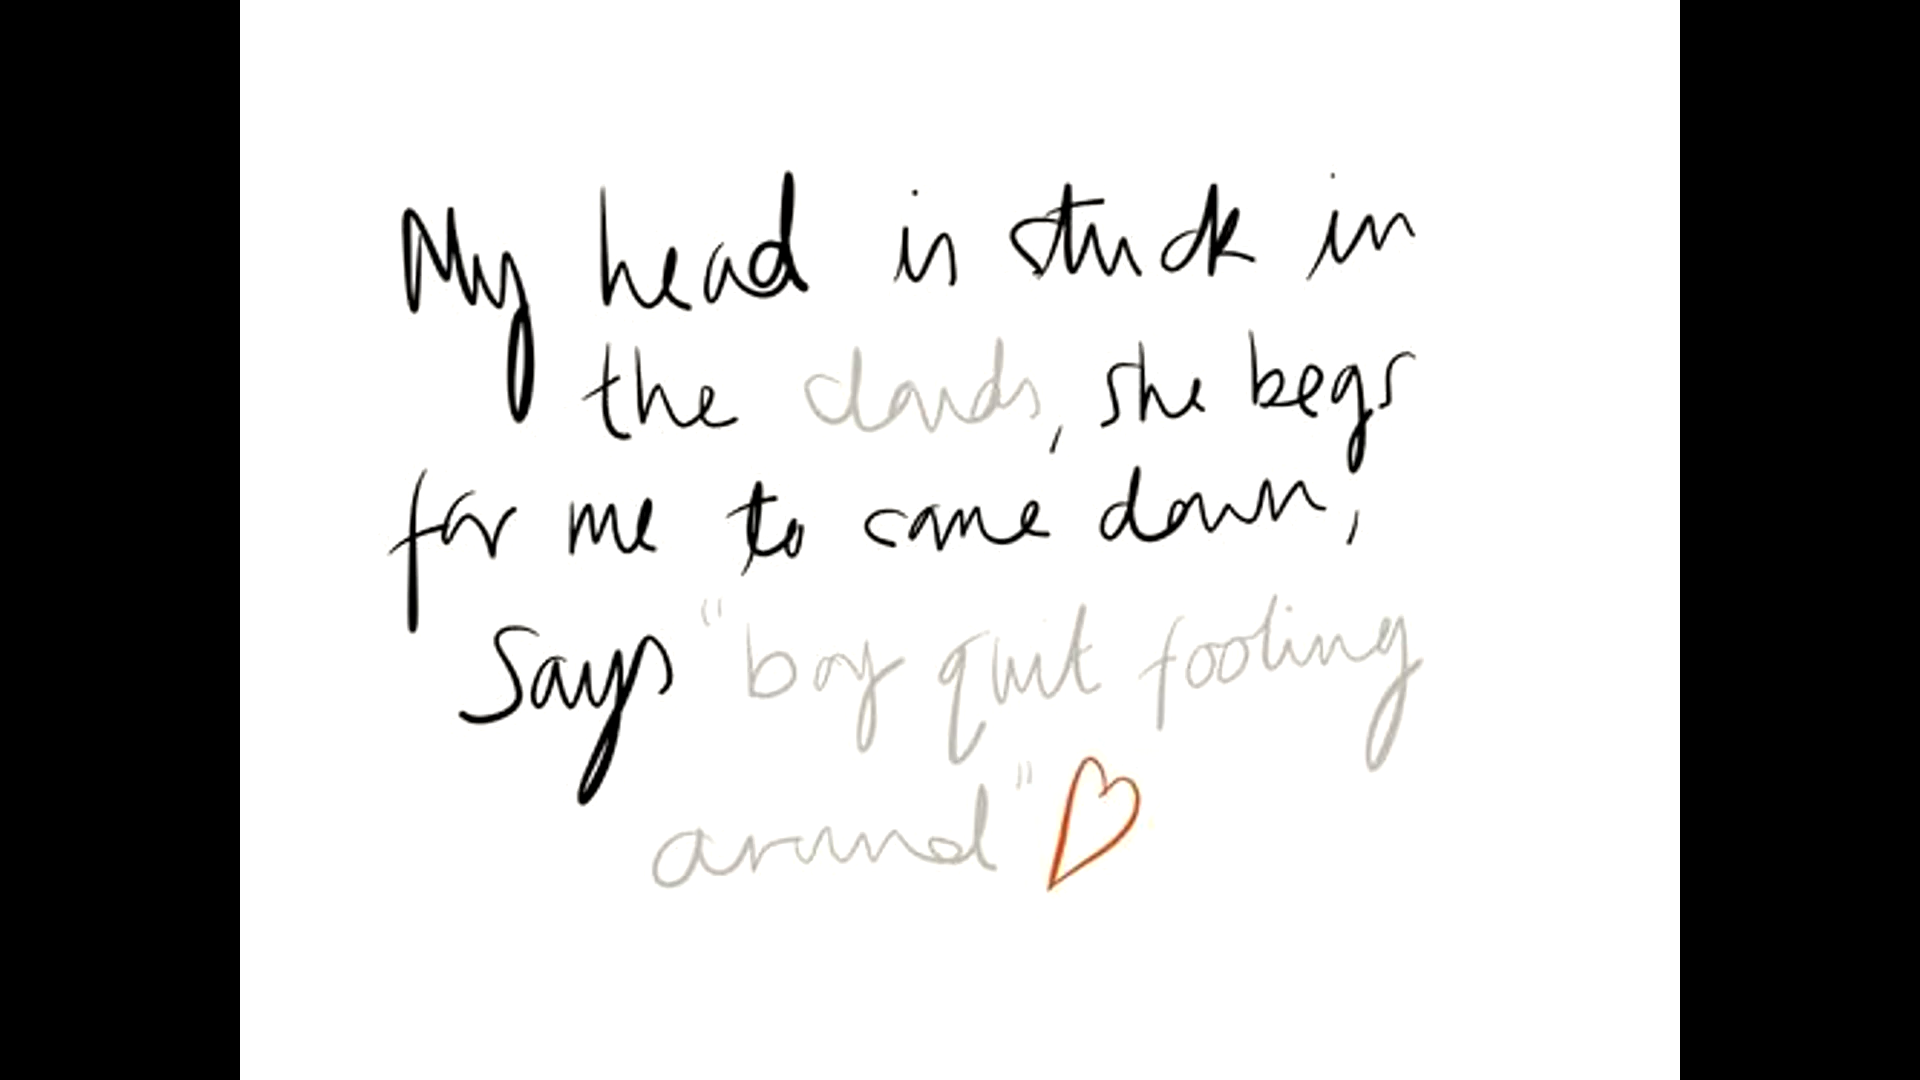 My head is stuck in
the clouds, she begs
for me to come down,
Says "boy quit fooling
around"